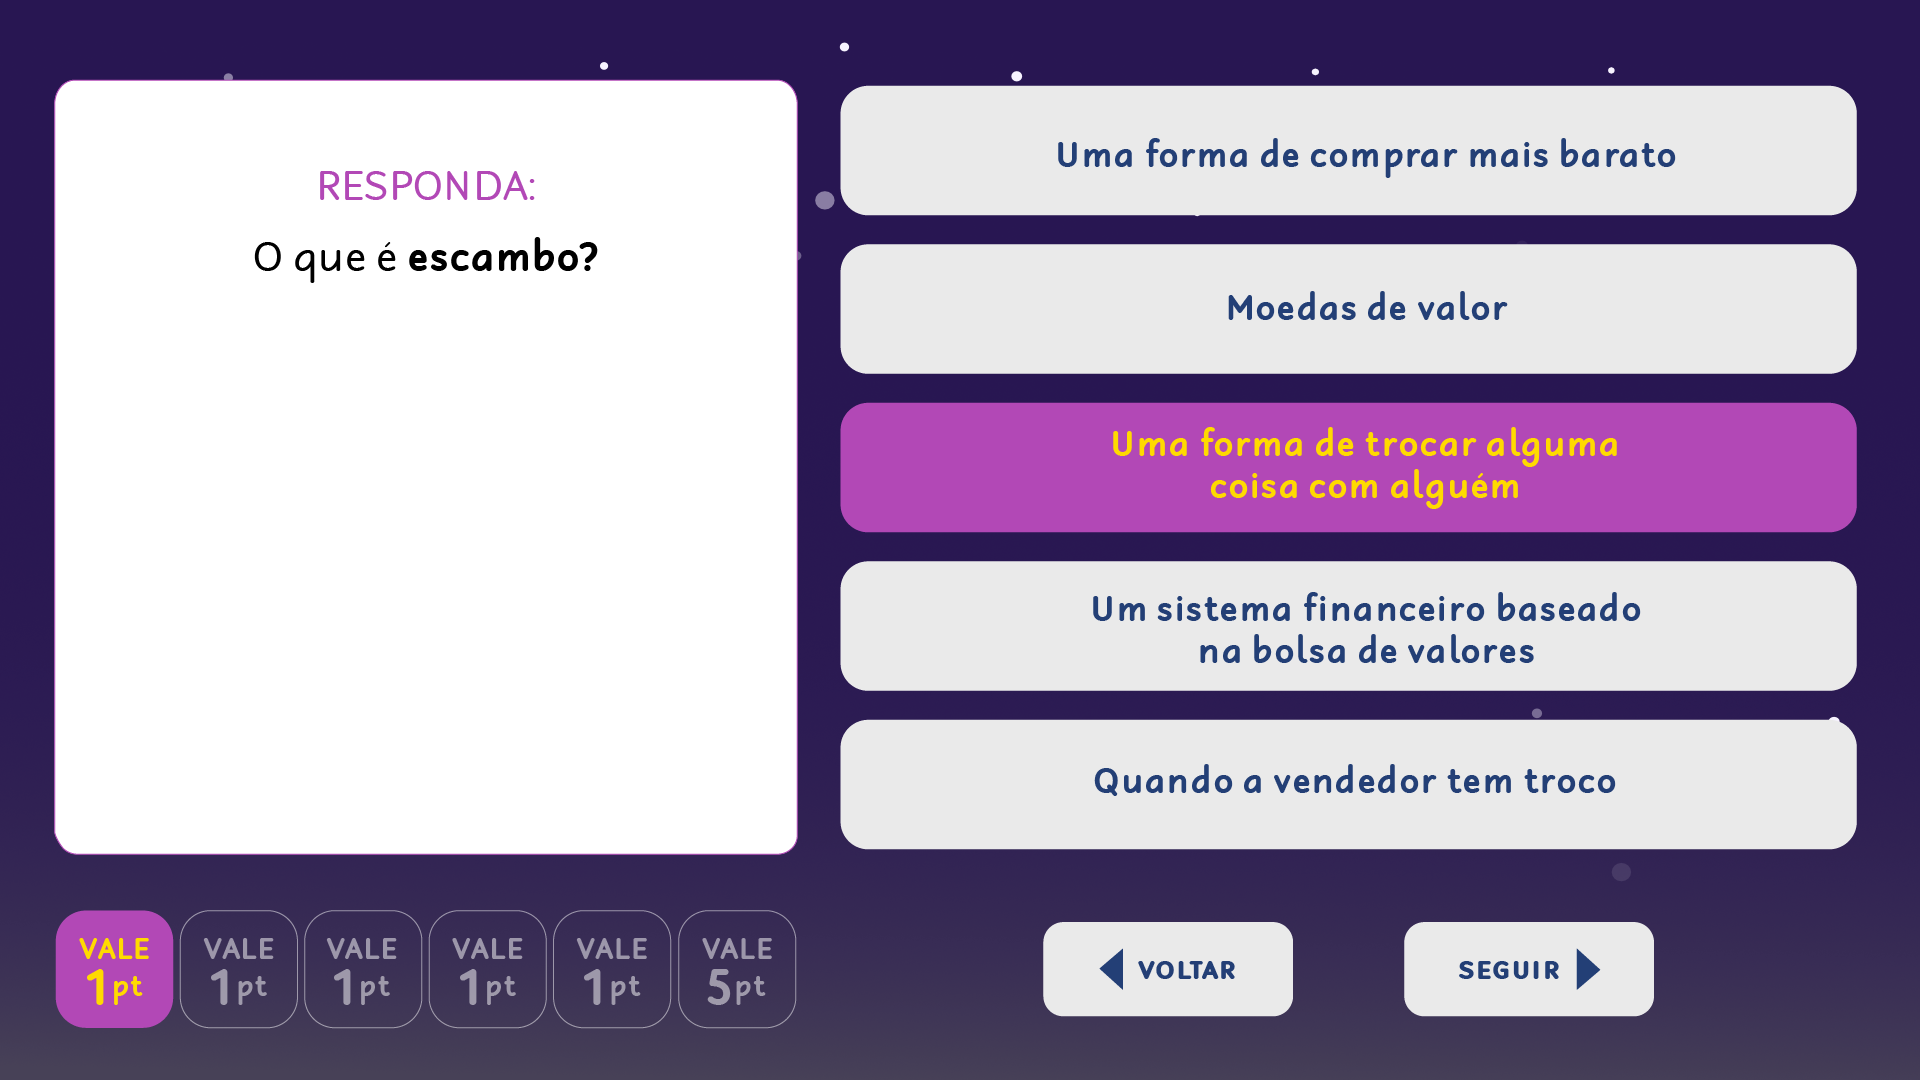 RESPONDA:
O que é escambo?
Uma forma de comprar mais barato
Moedas de valor
Uma forma de trocar alguma
coisa com alguém
Um sistema financeiro baseado
na bolsa de valores
Quando a vendedor tem troco
VALE
1pt
VALE
1pt
VALE
1pt
VALE
1pt
VALE
1pt
VALE
5pt
VOLTAR
SEGUIR